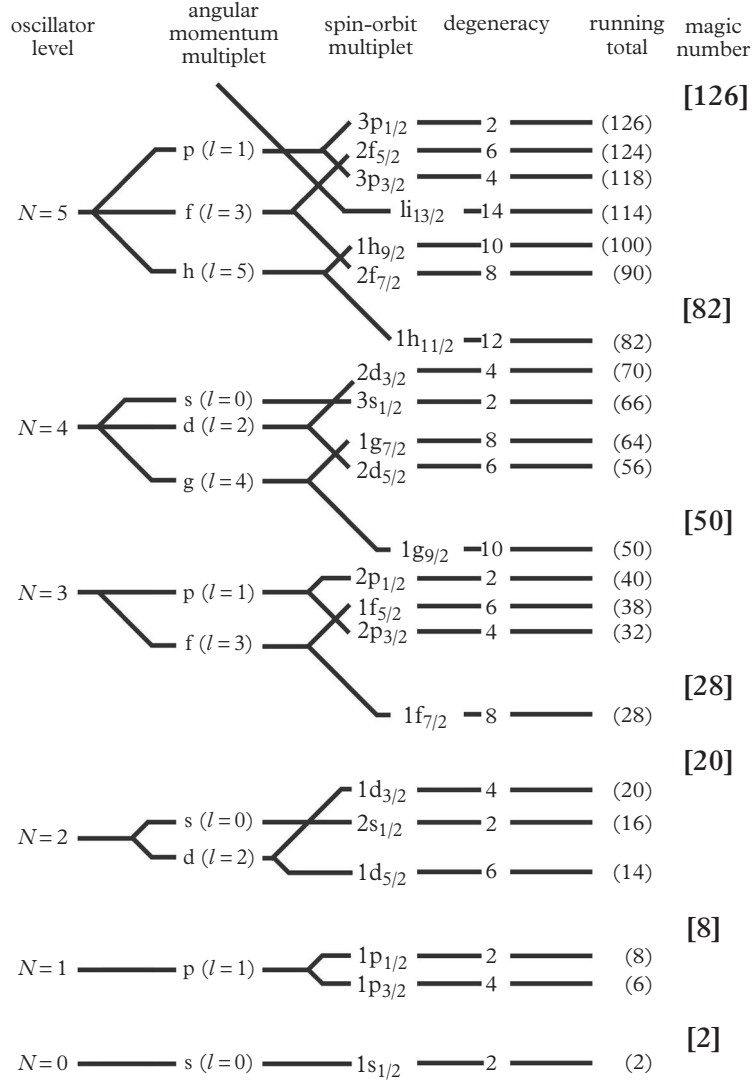 oscillator level angular momentum multiplet spin-orbit multiplet degeneracy running total magic number
[126]
3p1/2 2 (126)
p (l = 1) 2f5/2 6 (124)
3p3/2 4 (118)
N = 5 f (l = 3) li13/2 14 (114)
1h9/2 10 (100)
h (l = 5) 2f7/2 8 (90)
[82]
1h11/2 12 (82)
2d3/2 4 (70)
s (l = 0) 3s1/2 2 (66)
N = 4 d (l = 2)
1g7/2 8 (64)
2d5/2 6 (56)
g (l = 4)
[50]
1g9/2 10 (50)
2p1/2 2 (40)
N = 3 p (l = 1)
1f5/2 6 (38)
2p3/2 4 (32)
f (l = 3)
[28]
1f7/2 8 (28)
[20]
1d3/2 4 (20)
s (l = 0) 2s1/2 2 (16)
N = 2
d (l = 2) 1d5/2 6 (14)
[8]
1p1/2 2 (8)
N = 1 p (l = 1)
1p3/2 4 (6)
[2]
N = 0 s (l = 0) 1s1/2 2 (2)